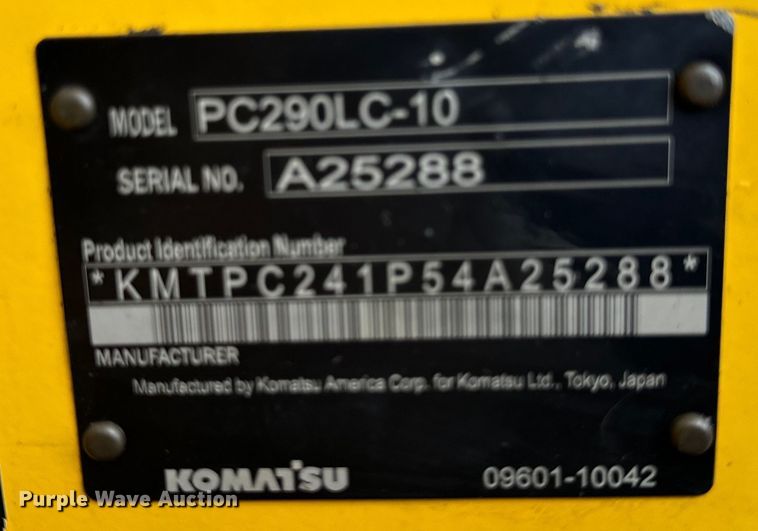 MODEL PC290LC-10
SERIAL NO. A25288
Product Identification Number
*KMTPC241P54A25288*
MANUFACTURER
Manufactured by Komatsu America Corp. for Komatsu Ltd., Tokyo, Japan
KOMATSU 09601-10042
Purple Wave Auction